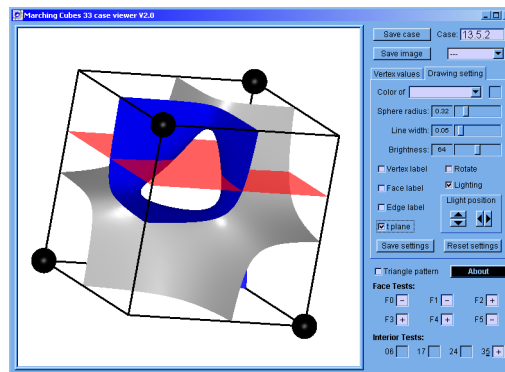 Marching Cubes 33 case viewer V2.0
Save case Case: 13.5.2
Save image ---
Vertex values Drawing setting
Color of
Sphere radius: 0.32
Line width: 0.05
Brightness: 64
Vertex label Rotate
Face label Lighting
Edge label Llight position
t plane
Save settings Reset settings
Triangle pattern About
Face Tests:
F0 - F1 - F2 +
F3 + F4 + F5 -
Interior Tests:
06 17 24 35 +